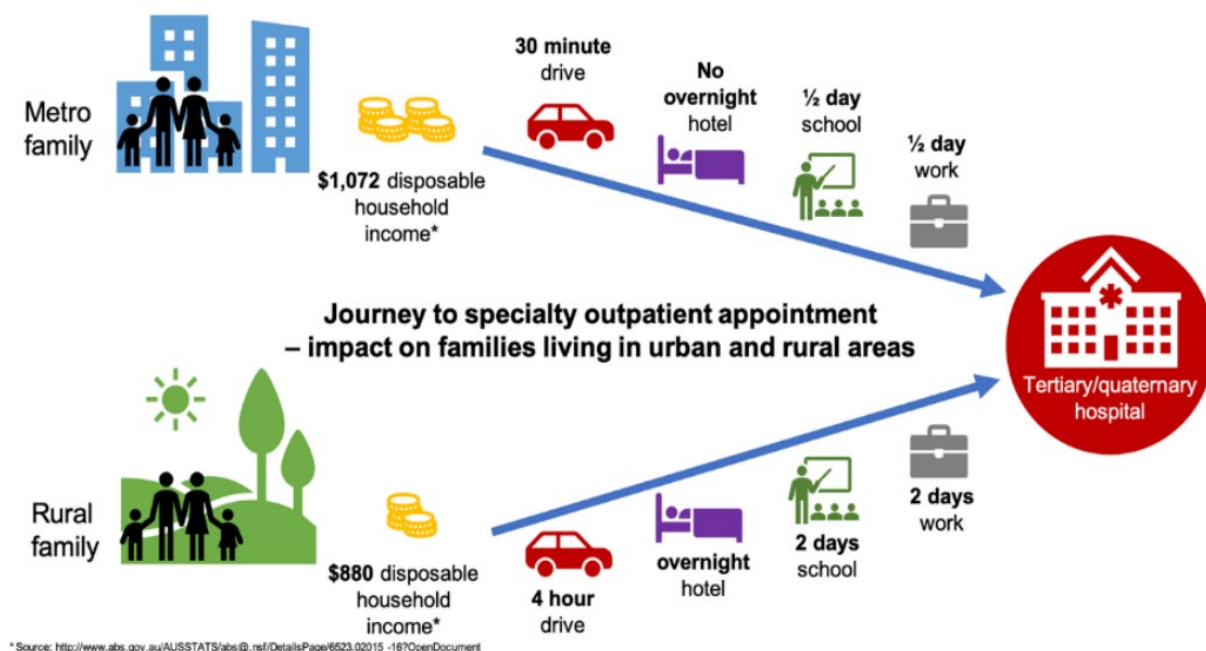 Metro
family
$1,072 disposable
household
income*
30 minute
drive
No
overnight
hotel
½ day
school
½ day
work
Journey to specialty outpatient appointment
– impact on families living in urban and rural areas
Tertiary/quaternary
hospital
Rural
family
$880 disposable
household
income*
4 hour
drive
overnight
hotel
2 days
school
2 days
work
* Source: http://www.abs.gov.au/AUSSTATS/abs@.nsf/DetailsPage/6523.02015 -16?OpenDocument